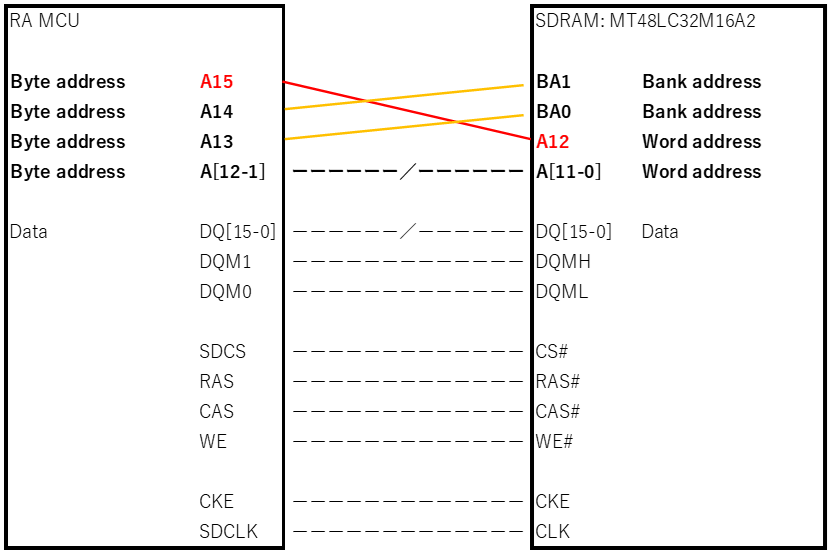 RA MCU SDRAM: MT48LC32M16A2
Byte address A15 BA1 Bank address
Byte address A14 BA0 Bank address
Byte address A13 A12 Word address
Byte address A[12-1] A[11-0] Word address
Data DQ[15-0] DQ[15-0] Data
DQM1 DQMH
DQM0 DQML
SDCS CS#
RAS RAS#
CAS CAS#
WE WE#
CKE CKE
SDCLK CLK